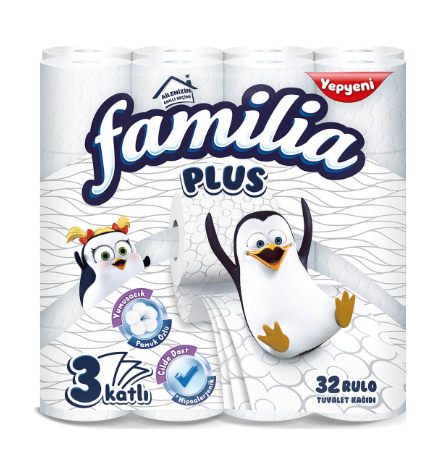 Yepyeni
AİLENİZİN
AKILLI SEÇİMİ
familia
PLUS
Yumuşacık
Pamuk Özlü
Cilde Dost
Hipoalerjenik
3 katlı
32 RULO
TUVALET KAĞIDI